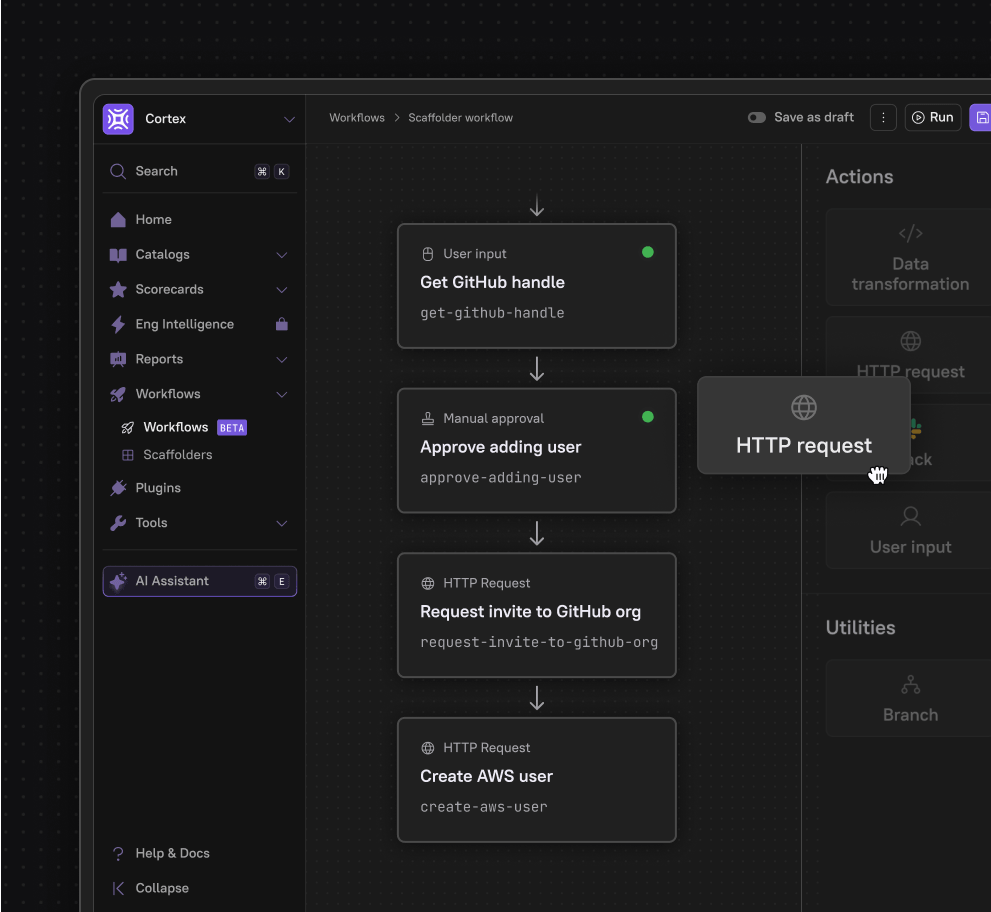 Cortex
Workflows > Scaffolder workflow
Save as draft
Run
Search
⌘ K
Home
Catalogs
Scorecards
Eng Intelligence
Reports
Workflows
Workflows BETA
Scaffolders
Plugins
Tools
AI Assistant
⌘ E
Help & Docs
Collapse
User input
Get GitHub handle
get-github-handle
Manual approval
Approve adding user
approve-adding-user
HTTP Request
Request invite to GitHub org
request-invite-to-github-org
HTTP Request
Create AWS user
create-aws-user
Actions
Data
transformation
HTTP request
HTTP request
User input
Utilities
Branch